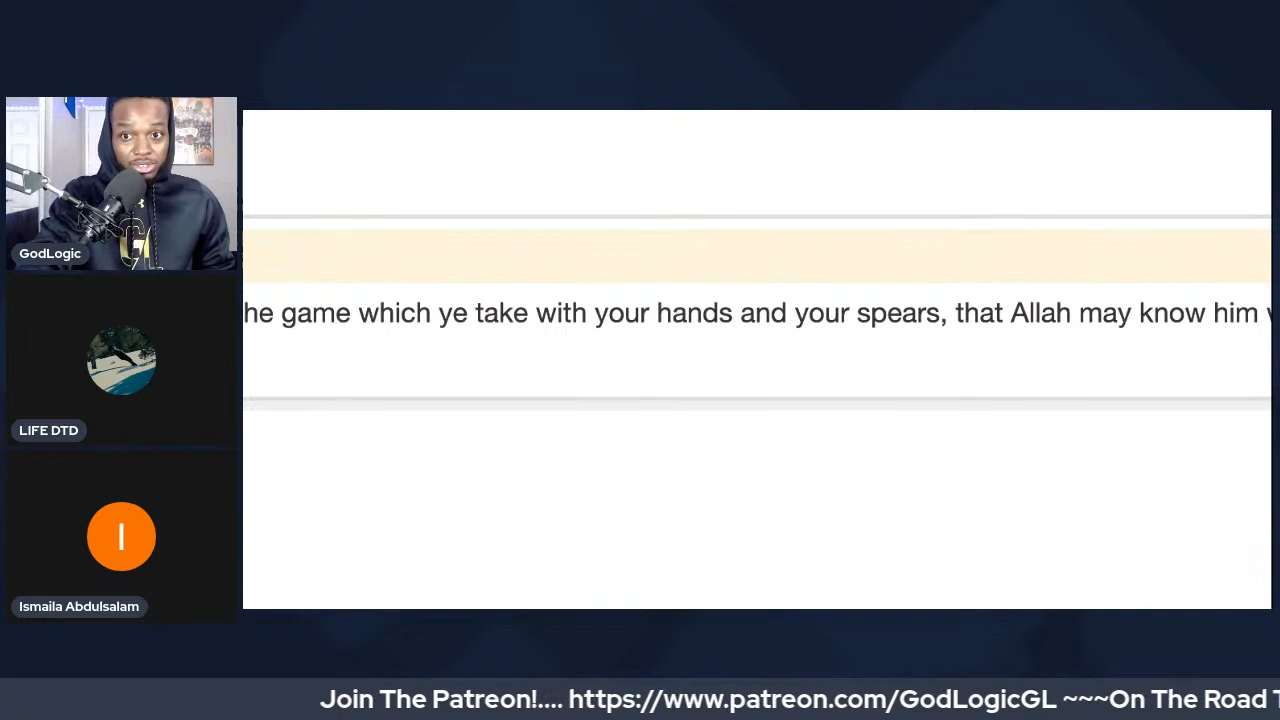 GodLogic
he game which ye take with your hands and your spears, that Allah may know him
LIFE DTD
I
Ismaila Abdulsalam
Join The Patreon!.... https://www.patreon.com/GodLogicGL ~~~On The Road